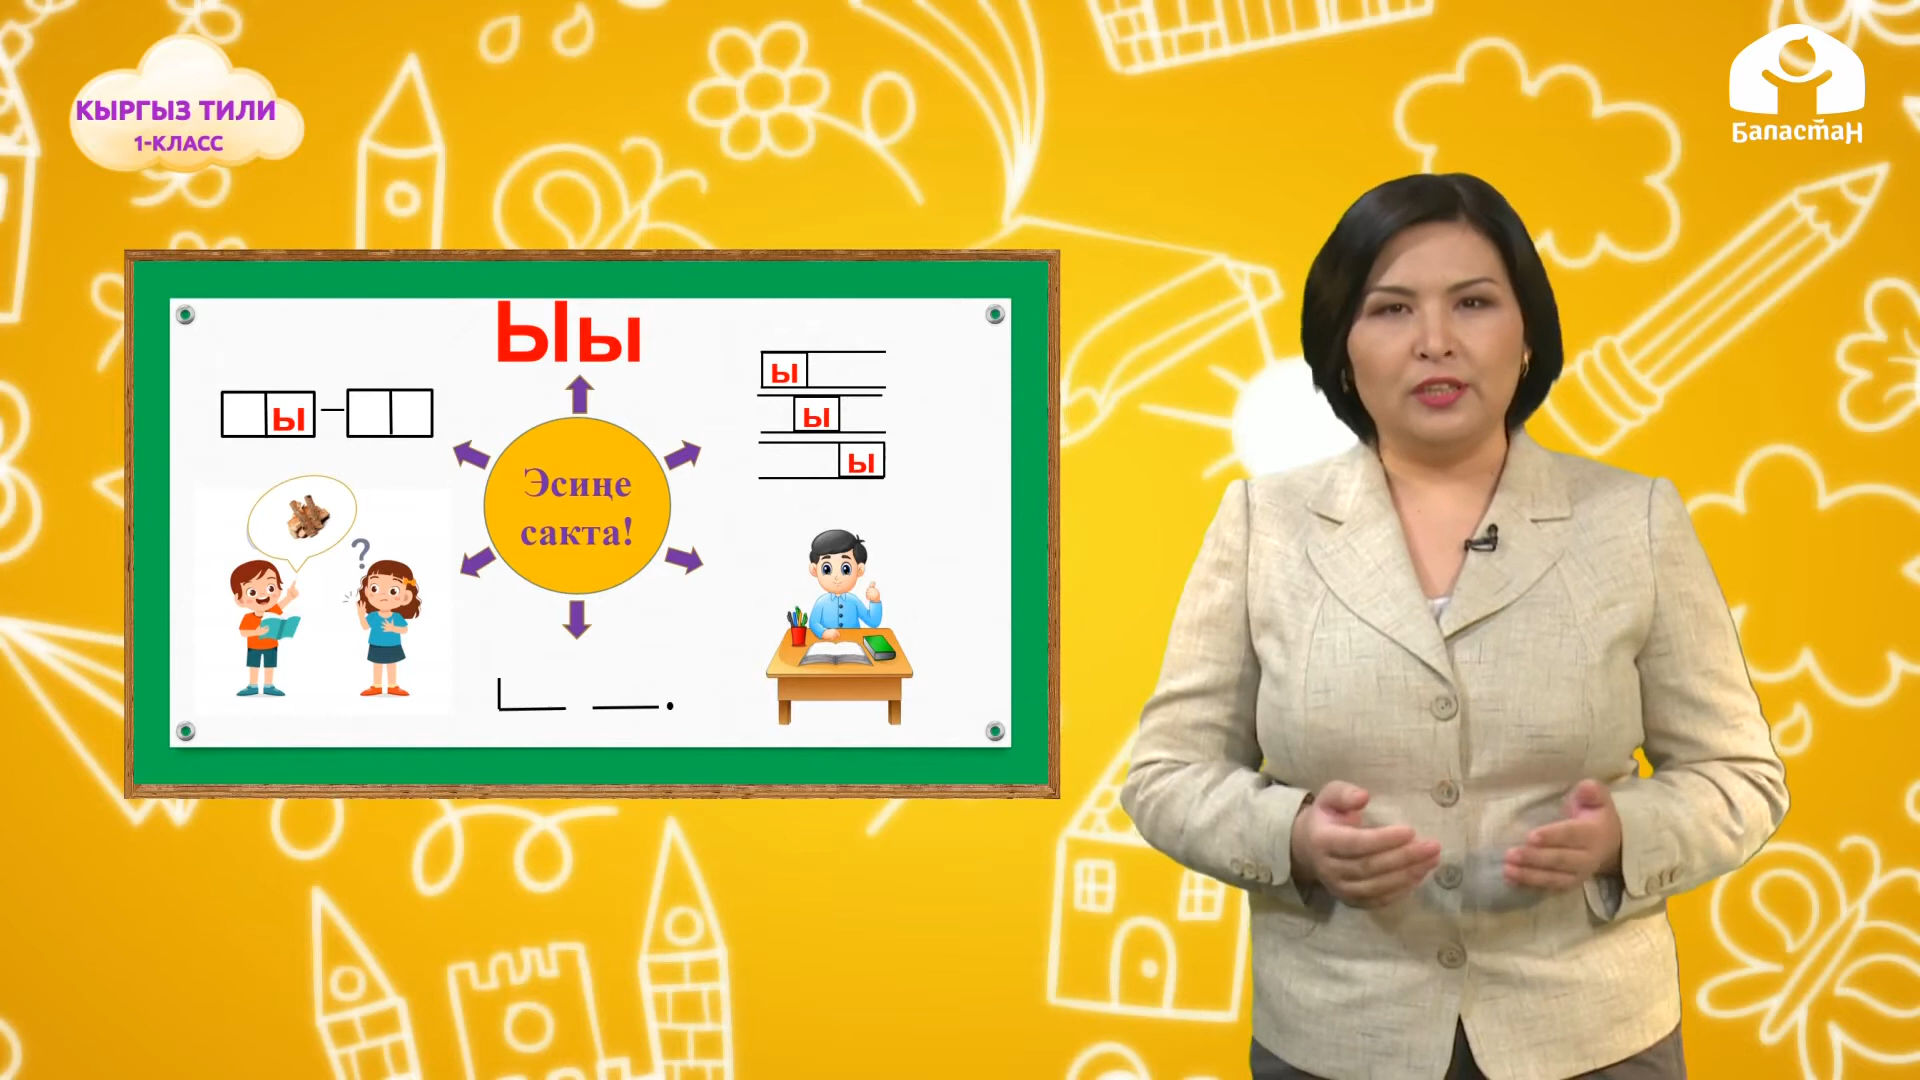 КЫРГЫЗ ТИЛИ
1-КЛАСС
Баластан
Ыы
ы
ы
ы
ы
Эсиңе
сакта!
?